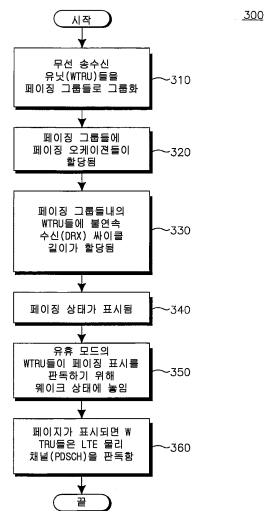 300
시작
무선 송수신
유닛(WTRU)들을
페이징 그룹들로 그룹화
310
페이징 그룹들에
페이징 오케이젼들이
할당됨
320
페이징 그룹들내의
WTRU들에 불연속
수신(DRX) 싸이클
길이가 할당됨
330
페이징 상태가 표시됨
340
유휴 모드의
WTRU들이 페이징 표시를
판독하기 위해
웨이크 상태에 놓임
350
페이지가 표시되면 W
TRU들은 LTE 물리
채널(PDSCH)을 판독함
360
끝